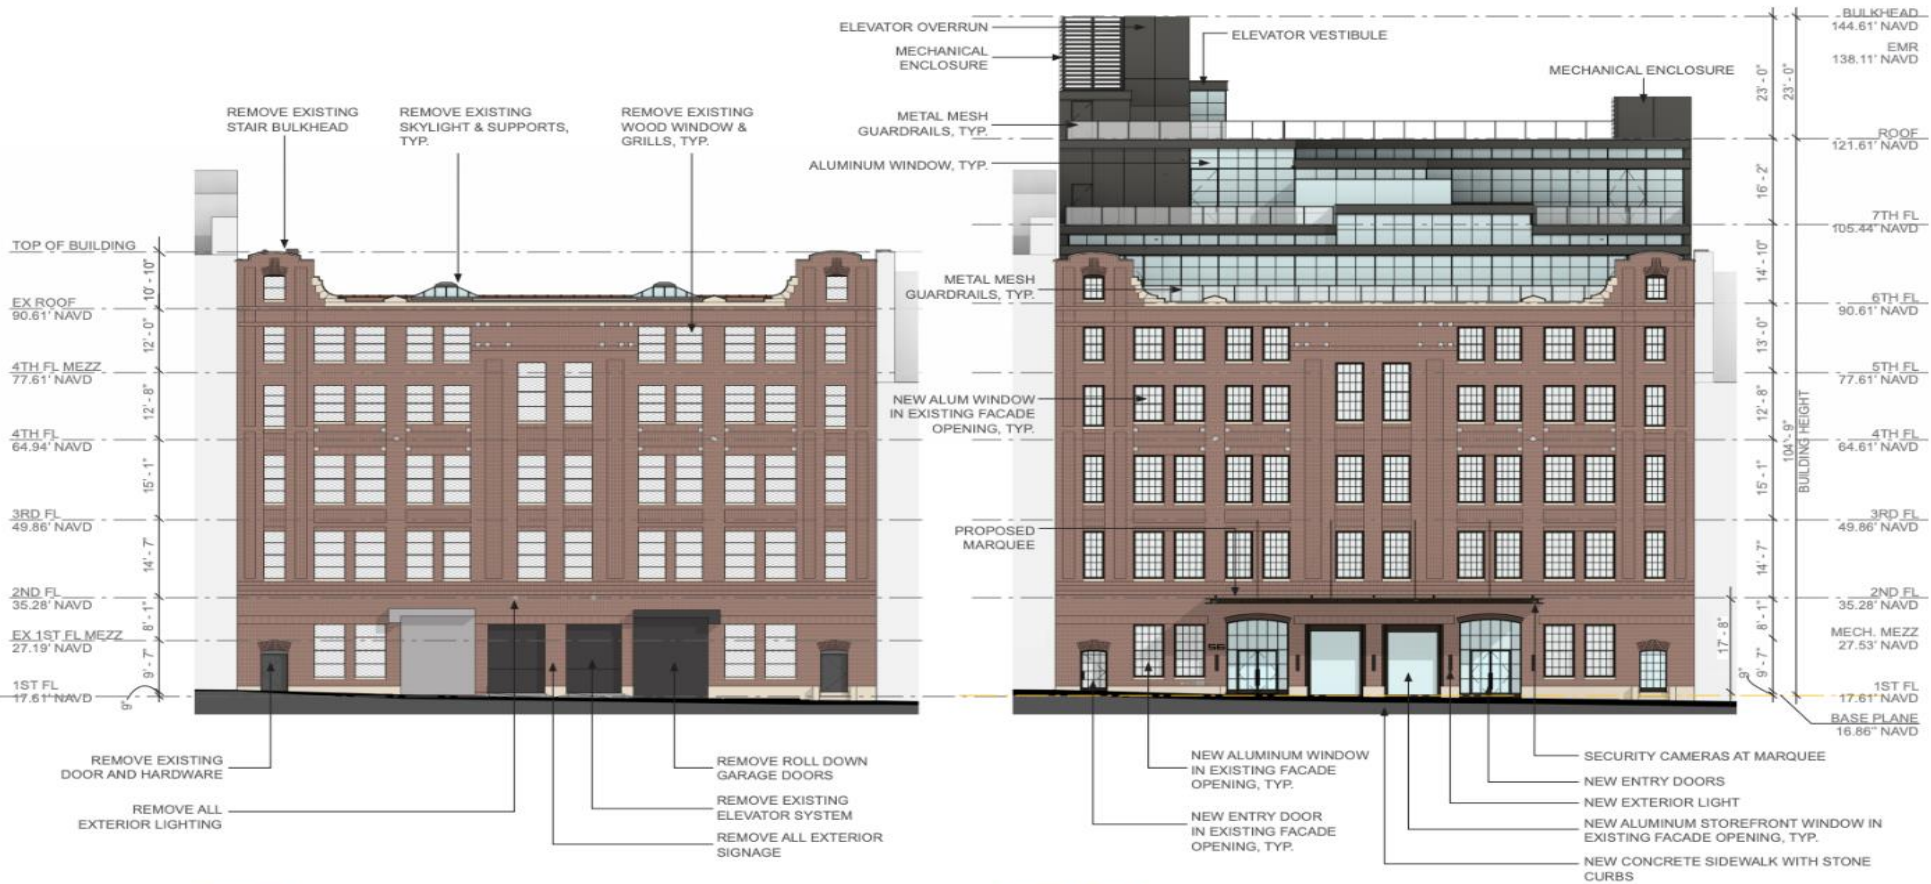 REMOVE EXISTING
STAIR BULKHEAD
REMOVE EXISTING
SKYLIGHT & SUPPORTS,
TYP.
REMOVE EXISTING
WOOD WINDOW &
GRILLS, TYP.
TOP OF BUILDING
10' - 10"
EX ROOF
90.61' NAVD
12' - 0"
4TH FL MEZZ
77.61' NAVD
12' - 8"
4TH FL
64.94' NAVD
15' - 1"
3RD FL
49.86' NAVD
14' - 7"
2ND FL
35.28' NAVD
8' - 1"
EX 1ST FL MEZZ
27.19' NAVD
9' - 7"
1ST FL
17.61' NAVD
9"
REMOVE EXISTING
DOOR AND HARDWARE
REMOVE ALL
EXTERIOR LIGHTING
REMOVE ROLL DOWN
GARAGE DOORS
REMOVE EXISTING
ELEVATOR SYSTEM
REMOVE ALL EXTERIOR
SIGNAGE
ELEVATOR OVERRUN
MECHANICAL
ENCLOSURE
ELEVATOR VESTIBULE
MECHANICAL ENCLOSURE
METAL MESH
GUARDRAILS, TYP.
ALUMINUM WINDOW, TYP.
METAL MESH
GUARDRAILS, TYP.
NEW ALUM WINDOW
IN EXISTING FACADE
OPENING, TYP.
PROPOSED
MARQUEE
56
BULKHEAD
144.61' NAVD
EMR
138.11' NAVD
23' - 0"
23' - 0"
ROOF
121.61' NAVD
16' - 2"
7TH FL
105.44' NAVD
14' - 10"
6TH FL
90.61' NAVD
13' - 0"
5TH FL
77.61' NAVD
12' - 8"
104' - 9"
BUILDING HEIGHT
4TH FL
64.61' NAVD
15' - 1"
3RD FL
49.86' NAVD
14' - 7"
2ND FL
35.28' NAVD
8' - 1"
17' - 8"
MECH. MEZZ
27.53' NAVD
9' - 7"
9"
1ST FL
17.61' NAVD
BASE PLANE
16.86" NAVD
NEW ALUMINUM WINDOW
IN EXISTING FACADE
OPENING, TYP.
NEW ENTRY DOOR
IN EXISTING FACADE
OPENING, TYP.
SECURITY CAMERAS AT MARQUEE
NEW ENTRY DOORS
NEW EXTERIOR LIGHT
NEW ALUMINUM STOREFRONT WINDOW IN
EXISTING FACADE OPENING, TYP.
NEW CONCRETE SIDEWALK WITH STONE
CURBS